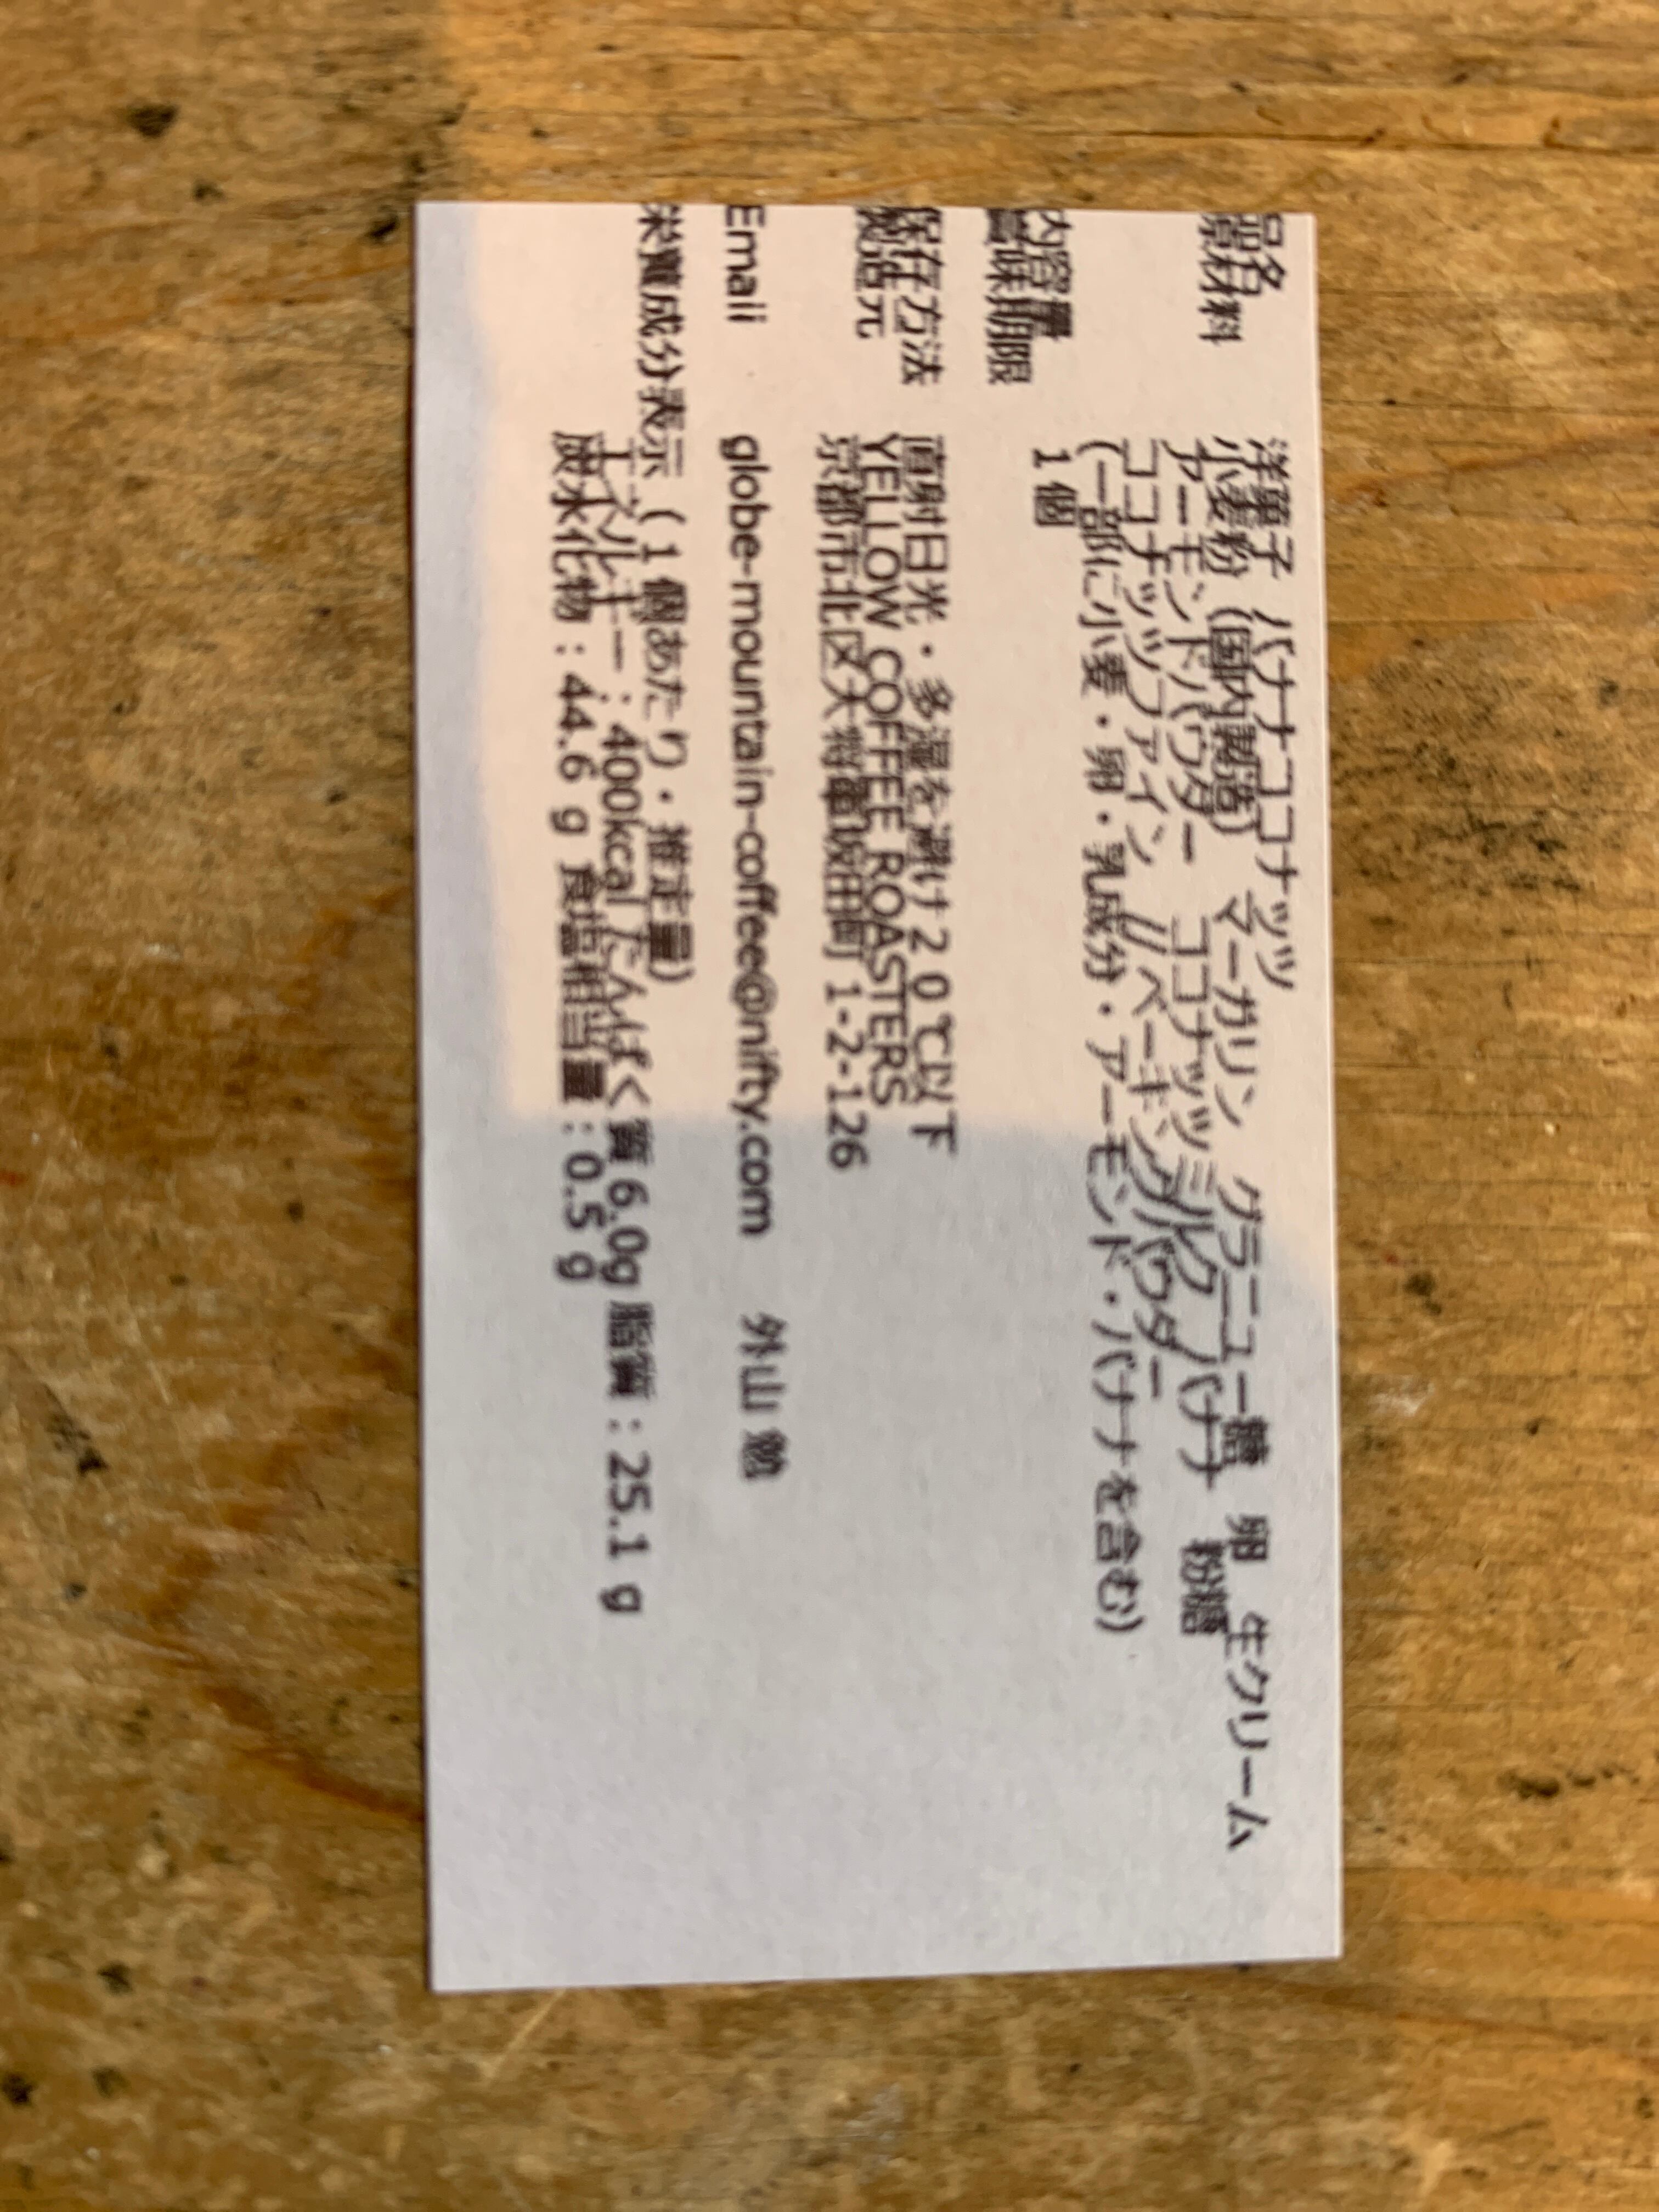 品名 洋菓子 バナナココナッツ
原材料 小麦粉（国内製造） マーガリン グラニュー糖 卵 生クリーム
アーモンドパウダー ココナッツミルク バナナ 粉糖
ココナッツファイン //ベーキングパウダー
(一部に小麦・卵・乳成分・アーモンド・バナナを含む)
内容量 1個
賞味期限
保存方法 直射日光・多湿を避け20℃以下
製造元 YELLOW COFFEE ROASTERS
京都市北区大将軍坂田町1-2-126
Email globe-mountain-coffee@nifty.com 外山 勉
栄養成分表示（1個あたり・推定量）
エネルギー：400kcal たんぱく質6.0g 脂質：25.1 g
炭水化物：44.6 g 食塩相当量：0.5 g